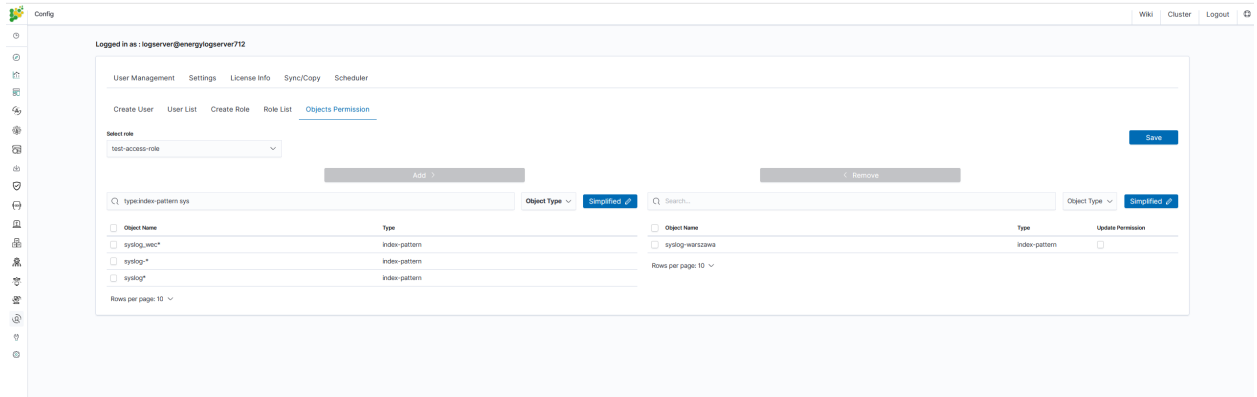 Config Wiki Cluster Logout
Logged in as : logserver@energylogserver712
User Management Settings License Info Sync/Copy Scheduler
Create User User List Create Role Role List Objects Permission
Select role
test-access-role
Save
Add >
< Remove
type:index-pattern sys Object Type Simplified
Search... Object Type Simplified
Object Name Type
syslog_wec* index-pattern
syslog-* index-pattern
syslog* index-pattern
Rows per page: 10
Object Name Type Update Permission
syslog-warszawa index-pattern
Rows per page: 10